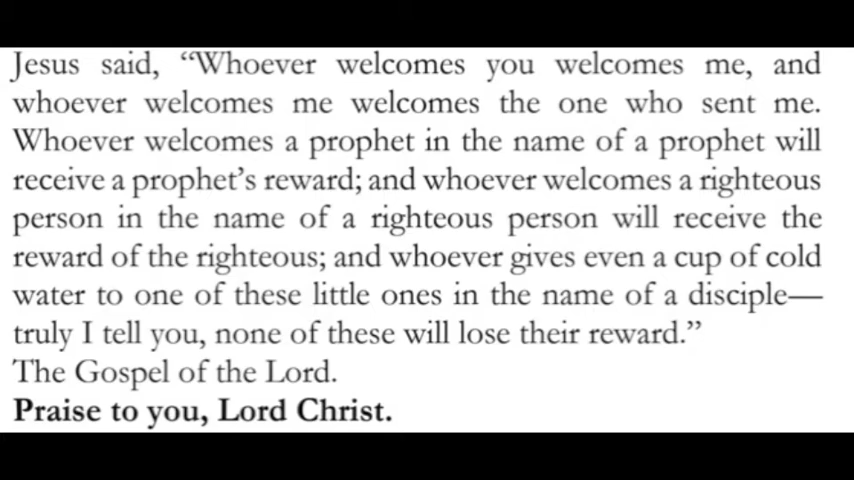 Jesus said, “Whoever welcomes you welcomes me, and
whoever welcomes me welcomes the one who sent me.
Whoever welcomes a prophet in the name of a prophet will
receive a prophet’s reward; and whoever welcomes a righteous
person in the name of a righteous person will receive the
reward of the righteous; and whoever gives even a cup of cold
water to one of these little ones in the name of a disciple—
truly I tell you, none of these will lose their reward.”
The Gospel of the Lord.
Praise to you, Lord Christ.